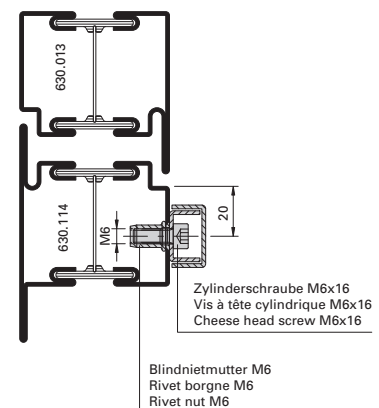 630.013
630.114
M6
20
Zylinderschraube M6x16
Vis à tête cylindrique M6x16
Cheese head screw M6x16
Blindnietmutter M6
Rivet borgne M6
Rivet nut M6